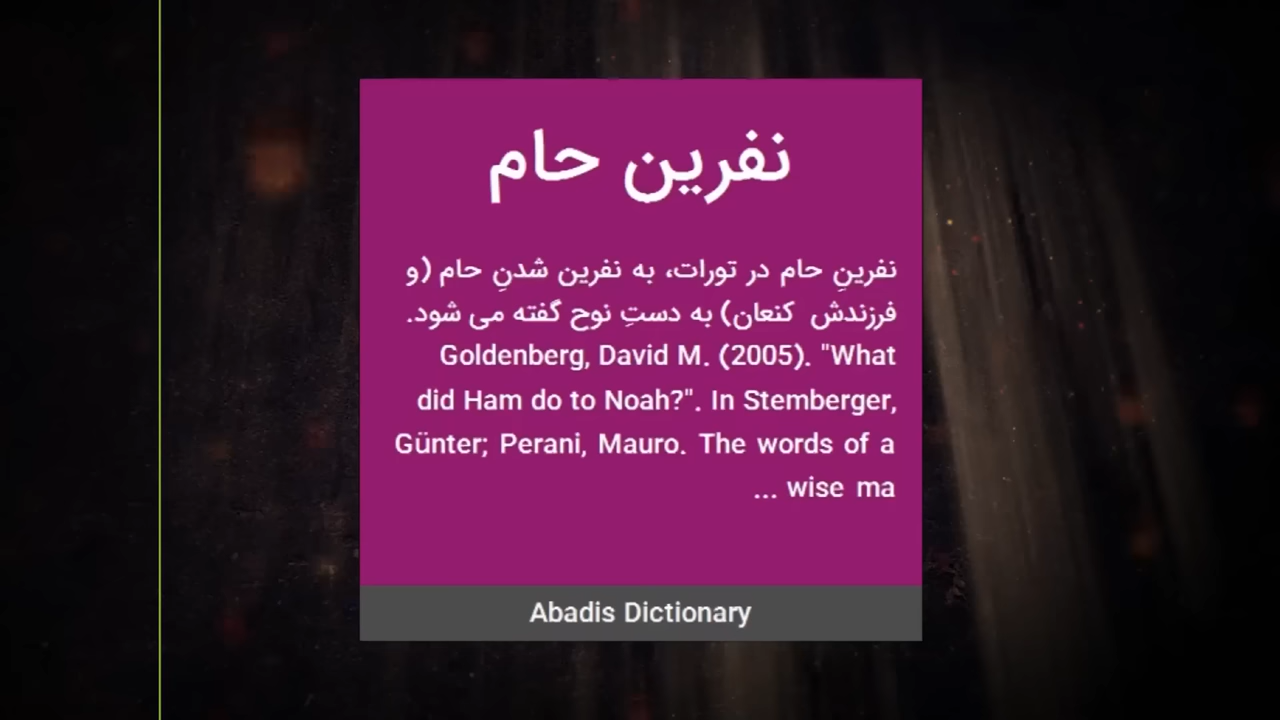 نفرین حام
نفرینِ حام در تورات، به نفرین شدنِ حام (و
فرزندش کنعان) به دستِ نوح گفته می شود.
Goldenberg, David M. (2005). "What
did Ham do to Noah?". In Stemberger,
Günter; Perani, Mauro. The words of a
wise ma ...
Abadis Dictionary